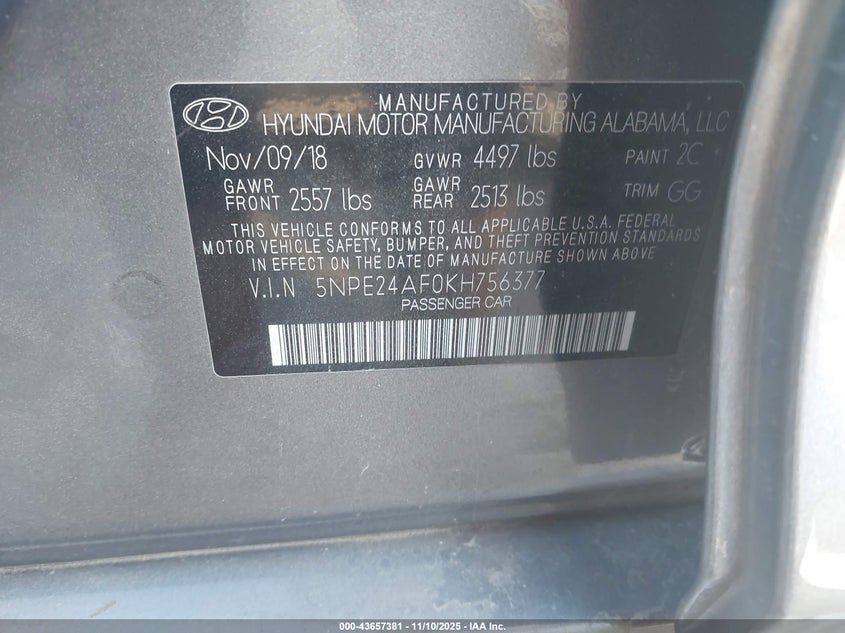 MANUFACTURED BY
HYUNDAI MOTOR MANUFACTURING ALABAMA, LLC
Nov/09/18 GVWR 4497 lbs PAINT 2C
GAWR FRONT 2557 lbs GAWR REAR 2513 lbs TRIM GG
THIS VEHICLE CONFORMS TO ALL APPLICABLE U.S.A. FEDERAL
MOTOR VEHICLE SAFETY, BUMPER, AND THEFT PREVENTION STANDARDS
IN EFFECT ON THE DATE OF MANUFACTURE SHOWN ABOVE
V.I.N 5NPE24AF0KH756377
PASSENGER CAR
000-43657381 - 11/10/2025 - IAA Inc.